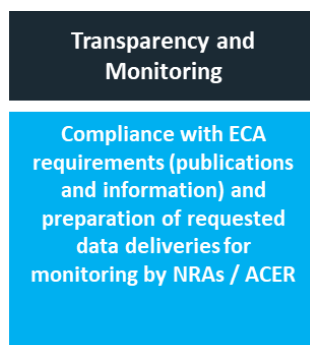 Transparency and
Monitoring
Compliance with ECA
requirements (publications
and information) and
preparation of requested
data deliveries for
monitoring by NRAs / ACER